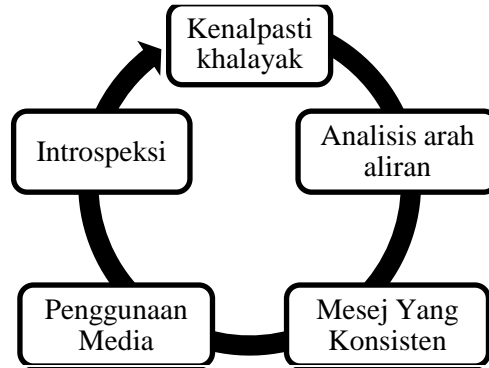 Kenalpasti
khalayak
Analisis arah
aliran
Mesej Yang
Konsisten
Penggunaan
Media
Introspeksi